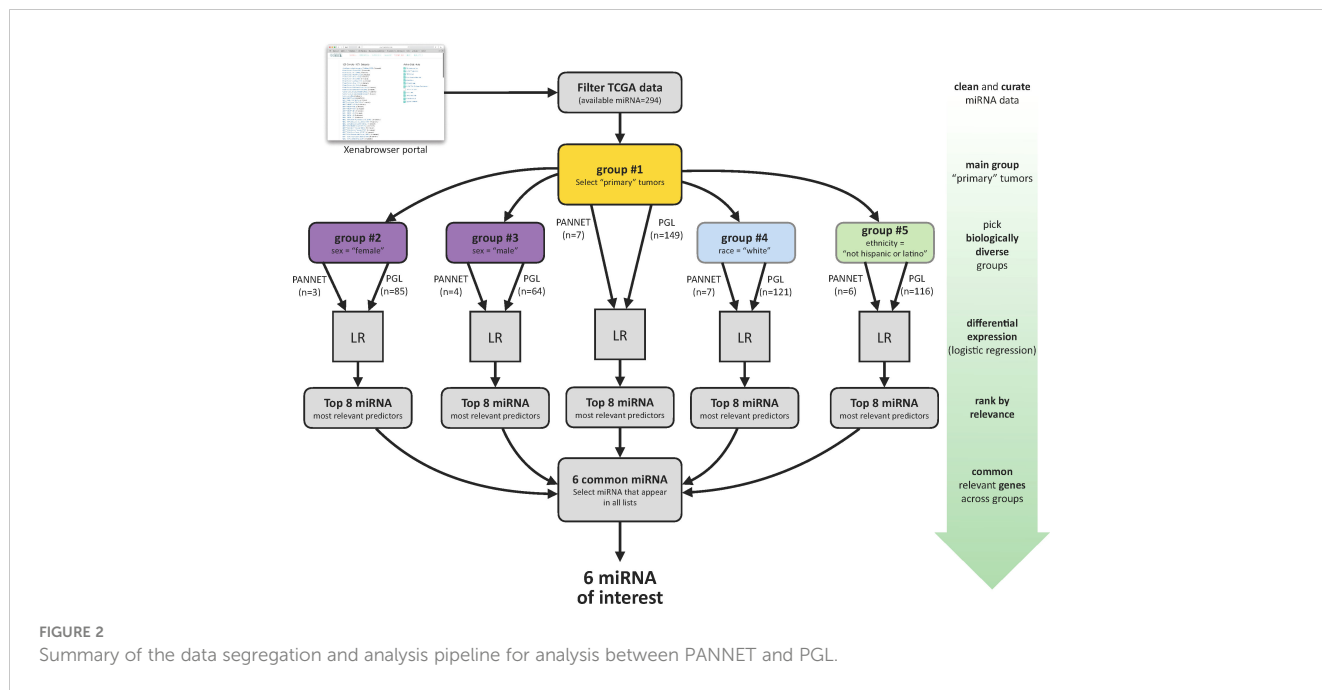 Xenabrowser portal
Filter TCGA data
(available miRNA=294)
clean and curate
miRNA data
group #1
Select “primary” tumors
main group
“primary” tumors
PANNET
(n=7)
PGL
(n=149)
group #2
sex = “female”
group #3
sex = “male”
group #4
race = “white”
group #5
ethnicity =
“not hispanic or latino”
pick
biologically
diverse
groups
PANNET
(n=3)
PGL
(n=85)
PANNET
(n=4)
PGL
(n=64)
PANNET
(n=7)
PGL
(n=121)
PANNET
(n=6)
PGL
(n=116)
LR
LR
LR
LR
LR
differential
expression
(logistic regression)
Top 8 miRNA
most relevant predictors
Top 8 miRNA
most relevant predictors
Top 8 miRNA
most relevant predictors
Top 8 miRNA
most relevant predictors
Top 8 miRNA
most relevant predictors
rank by
relevance
6 common miRNA
Select miRNA that appear
in all lists
common
relevant genes
across groups
6 miRNA
of interest
FIGURE 2
Summary of the data segregation and analysis pipeline for analysis between PANNET and PGL.